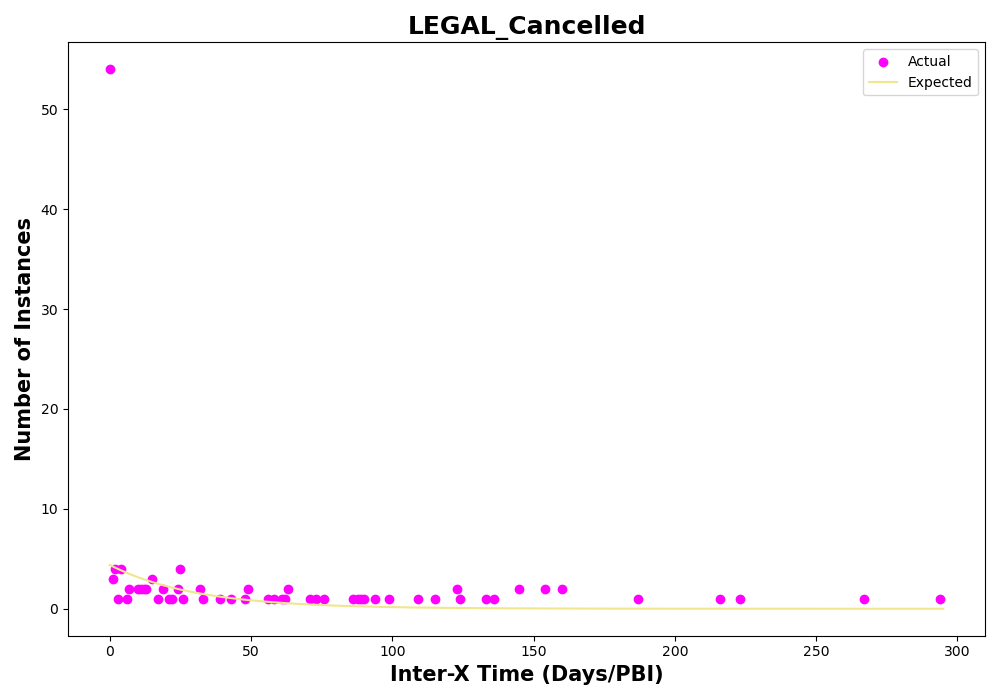 LEGAL_Cancelled
Actual
Expected
Number of Instances
50
40
30
20
10
0
0
50
100
150
200
250
300
Inter-X Time (Days/PBI)